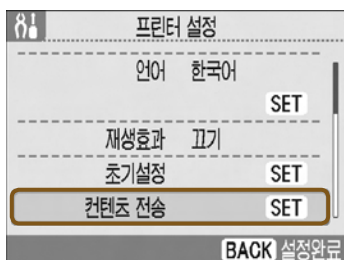 프린터 설정
언어 한국어
SET
재생효과 끄기
초기설정 SET
컨텐츠 전송 SET
BACK 설정완료